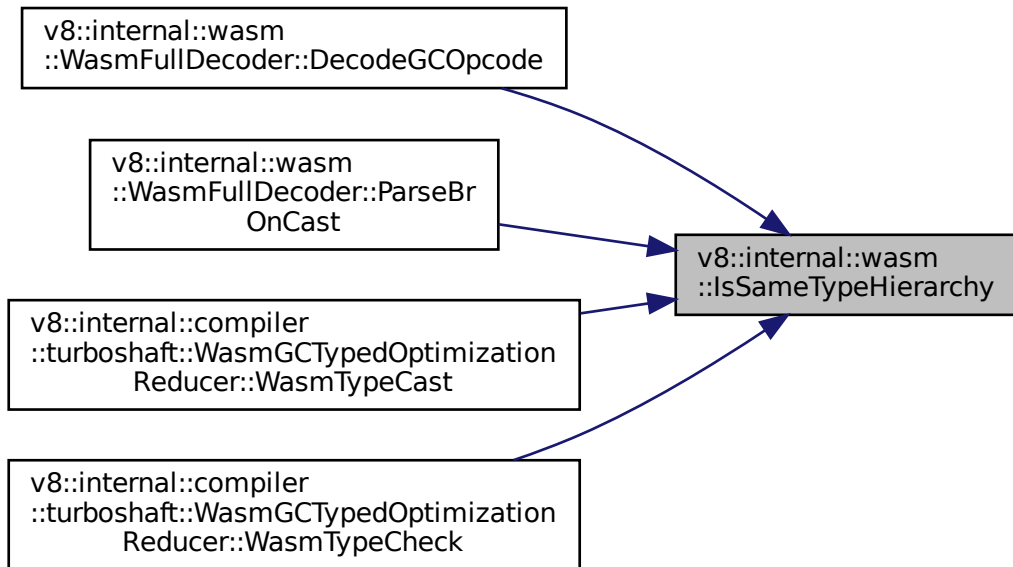 v8::internal::wasm
::WasmFullDecoder::DecodeGCOpcode
v8::internal::wasm
::WasmFullDecoder::ParseBr
OnCast
v8::internal::wasm
::IsSameTypeHierarchy
v8::internal::compiler
::turboshaft::WasmGCTypedOptimization
Reducer::WasmTypeCast
v8::internal::compiler
::turboshaft::WasmGCTypedOptimization
Reducer::WasmTypeCheck